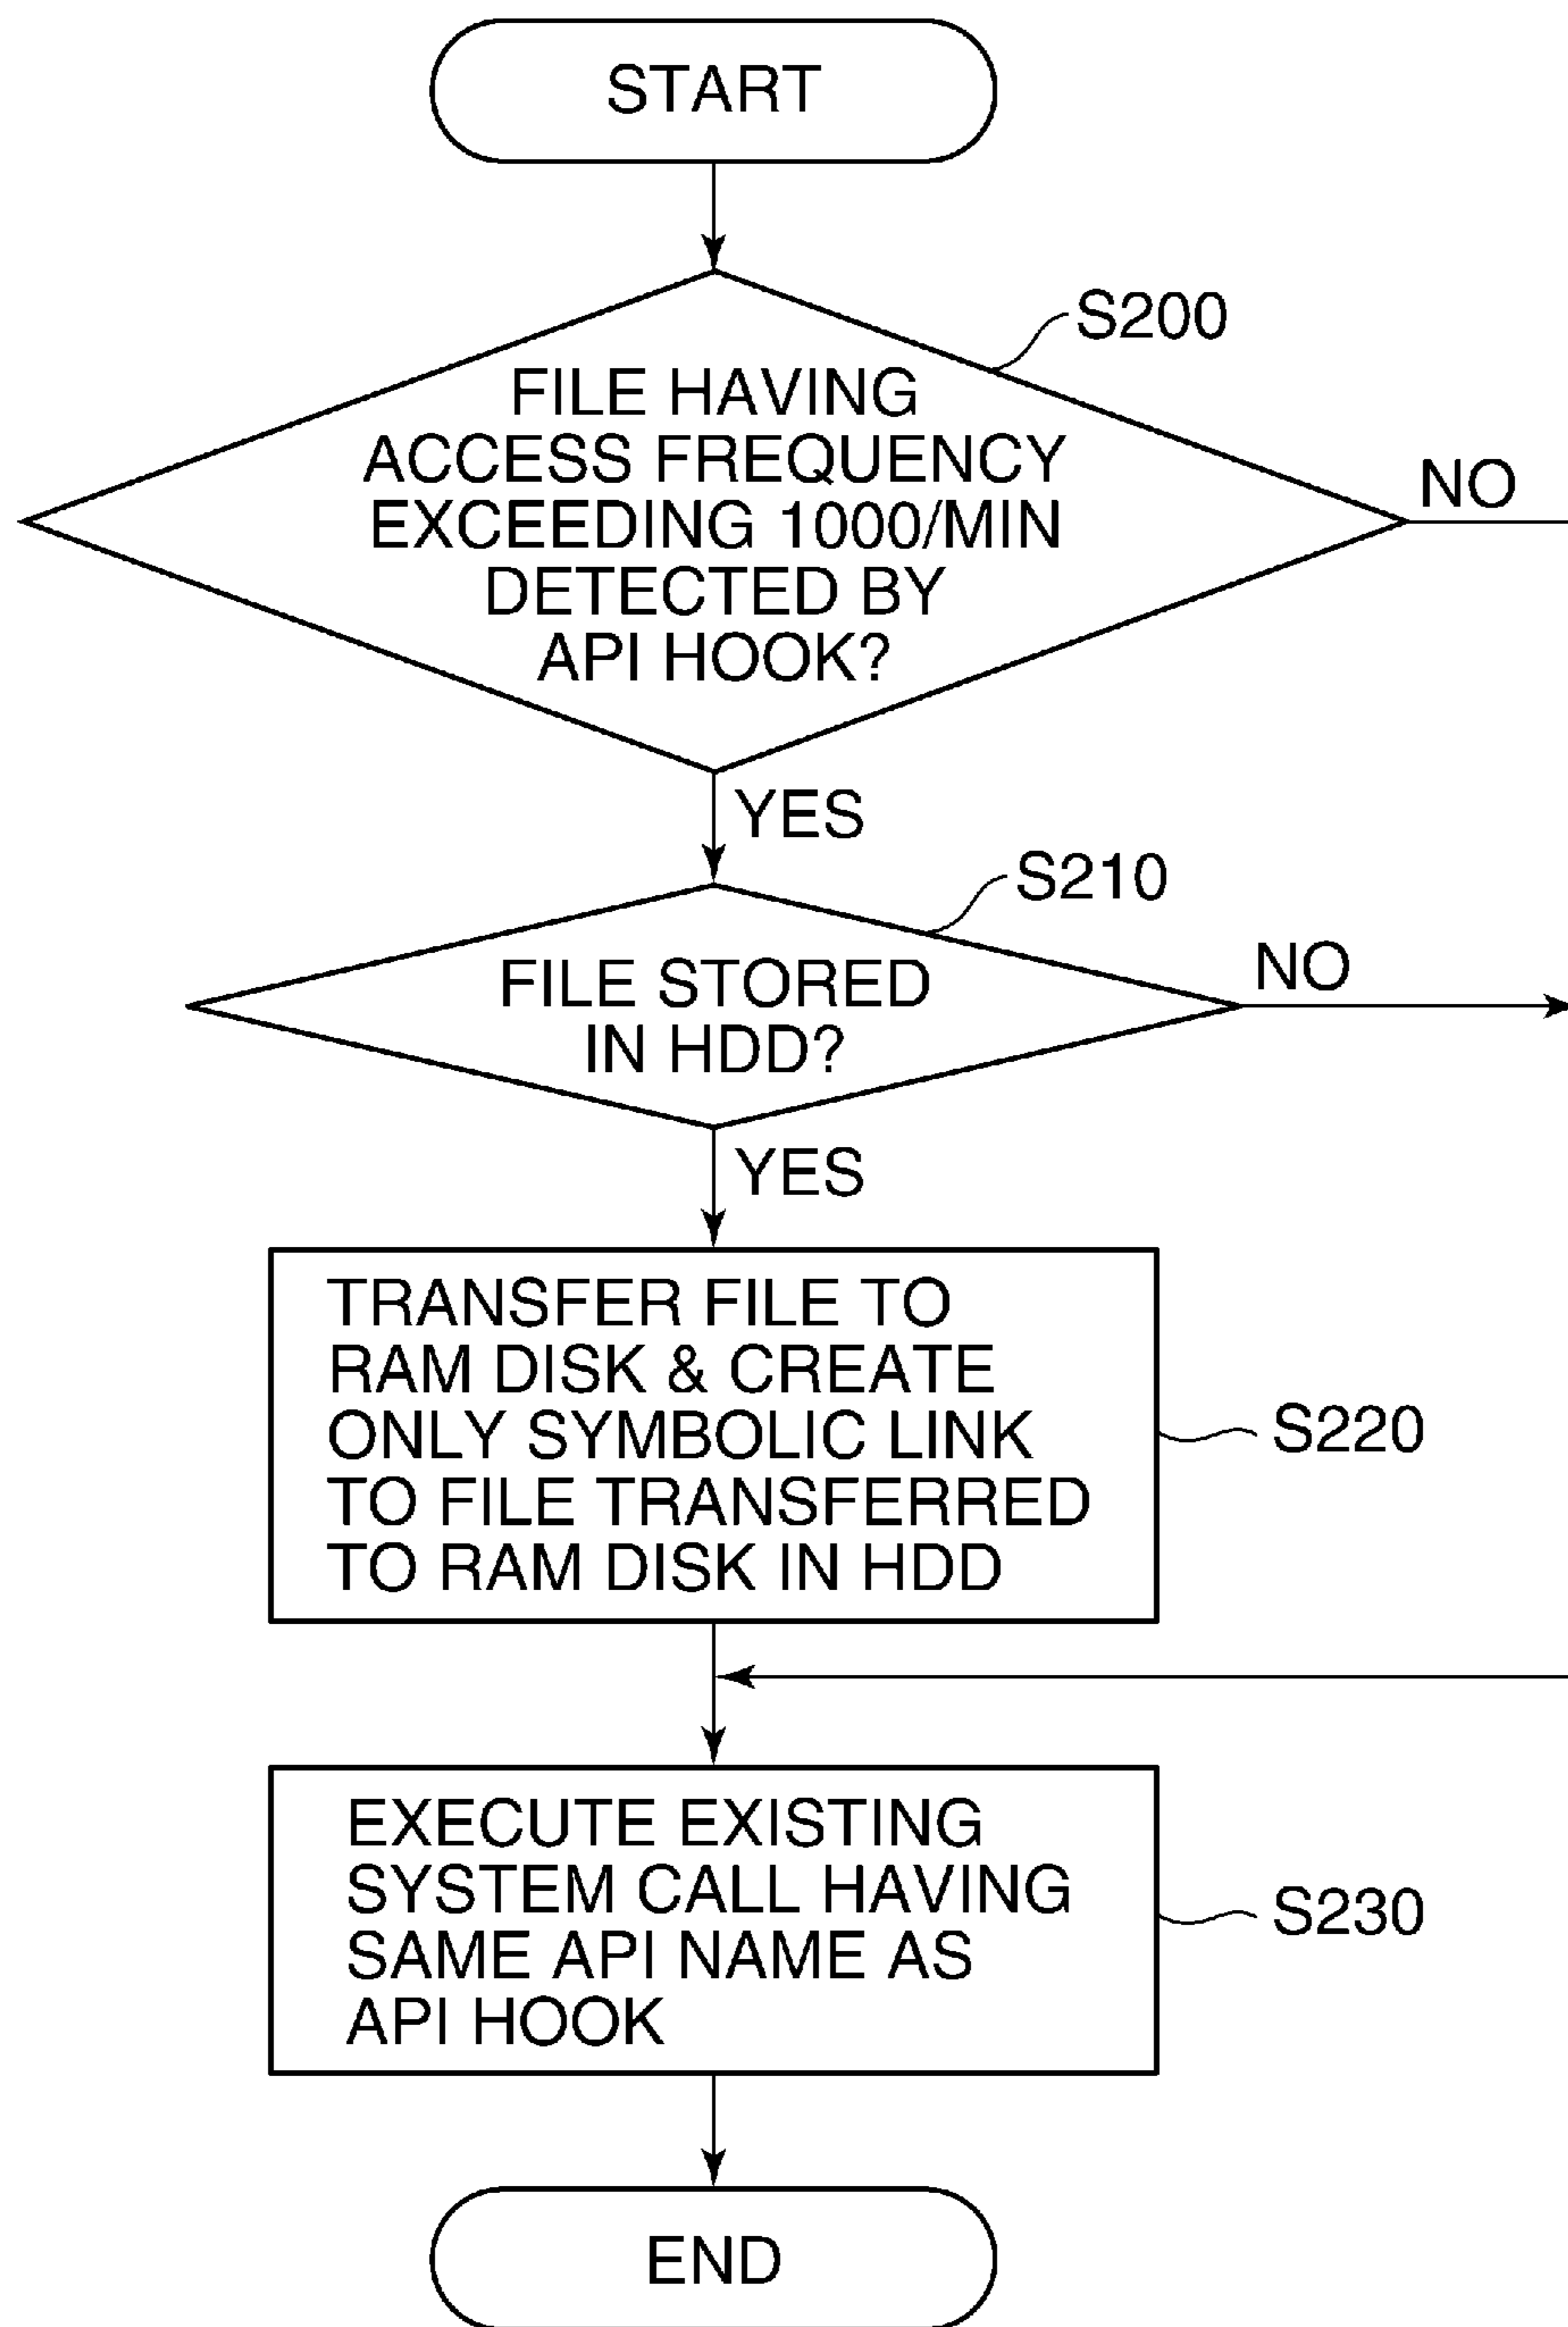 START
S200
FILE HAVING
ACCESS FREQUENCY
EXCEEDING 1000/MIN
DETECTED BY
API HOOK?
NO
YES
S210
FILE STORED
IN HDD?
NO
YES
TRANSFER FILE TO
RAM DISK & CREATE
ONLY SYMBOLIC LINK
TO FILE TRANSFERRED
TO RAM DISK IN HDD
S220
EXECUTE EXISTING
SYSTEM CALL HAVING
SAME API NAME AS
API HOOK
S230
END